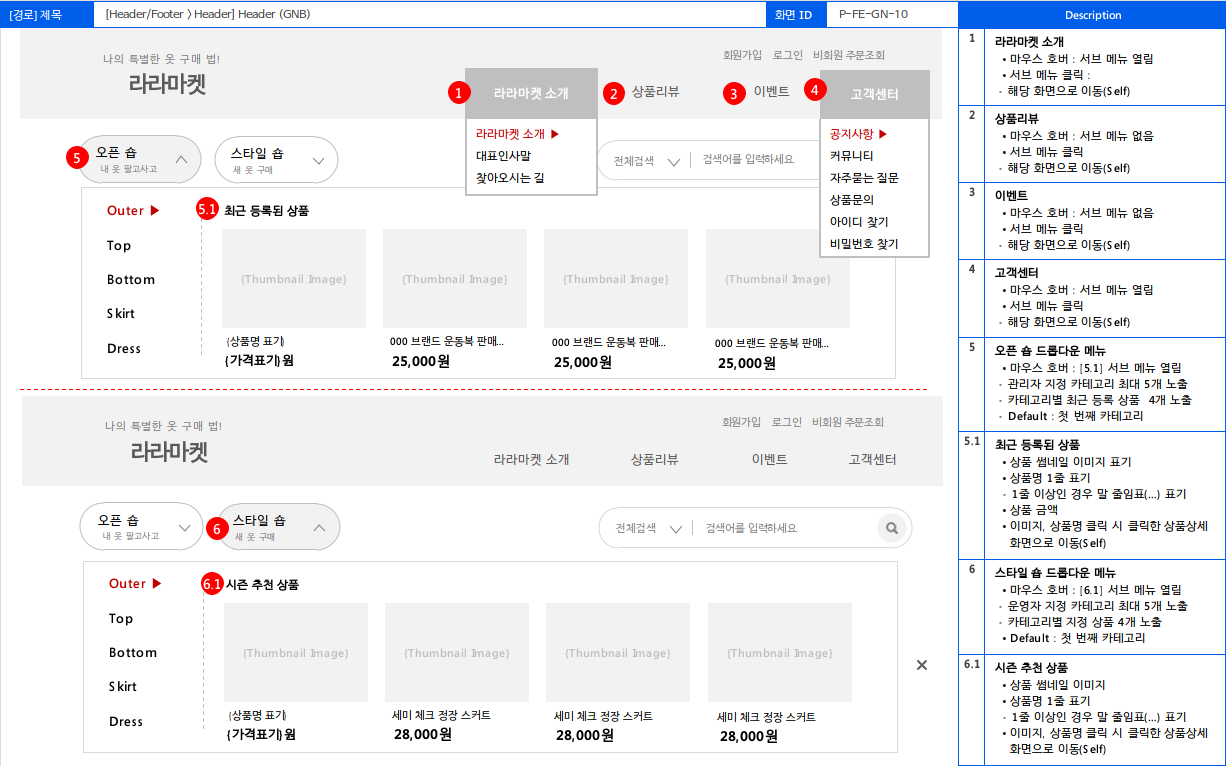 [경로] 제목
[Header/Footer > Header] Header (GNB)
화면 ID
P-FE-GN-10
Description
나의 특별한 옷 구매 법!
라라마켓
회원가입 로그인 비회원 주문조회
1
라라마켓 소개
2
상품리뷰
3
이벤트
4
고객센터
라라마켓 소개 ▶
대표인사말
찾아오시는 길
공지사항 ▶
커뮤니티
자주묻는 질문
상품문의
아이디 찾기
비밀번호 찾기
5
오픈 숍
내 옷 팔고사고
스타일 숍
새 옷 구매
전체검색
검색어를 입력하세요
Outer ▶
Top
Bottom
Skirt
Dress
5.1
최근 등록된 상품
{Thumbnail Image}
{Thumbnail Image}
{Thumbnail Image}
{Thumbnail Image}
{상품명 표기}
{가격표기}원
000 브랜드 운동복 판매...
25,000원
000 브랜드 운동복 판매...
25,000원
000 브랜드 운동복 판매...
25,000원
나의 특별한 옷 구매 법!
라라마켓
회원가입 로그인 비회원 주문조회
라라마켓 소개
상품리뷰
이벤트
고객센터
오픈 숍
내 옷 팔고사고
6
스타일 숍
새 옷 구매
전체검색
검색어를 입력하세요
Outer ▶
Top
Bottom
Skirt
Dress
6.1
시즌 추천 상품
{Thumbnail Image}
{Thumbnail Image}
{Thumbnail Image}
{Thumbnail Image}
{상품명 표기}
{가격표기}원
세미 체크 정장 스커트
28,000원
세미 체크 정장 스커트
28,000원
세미 체크 정장 스커트
28,000원
1
라라마켓 소개
• 마우스 호버 : 서브 메뉴 열림
• 서브 메뉴 클릭 :
- 해당 화면으로 이동(Self)
2
상품리뷰
• 마우스 호버 : 서브 메뉴 없음
• 서브 메뉴 클릭
- 해당 화면으로 이동(Self)
3
이벤트
• 마우스 호버 : 서브 메뉴 없음
• 서브 메뉴 클릭
- 해당 화면으로 이동(Self)
4
고객센터
• 마우스 호버 : 서브 메뉴 열림
• 서브 메뉴 클릭
- 해당 화면으로 이동(Self)
5
오픈 숍 드롭다운 메뉴
• 마우스 호버 : [5.1] 서브 메뉴 열림
- 관리자 지정 카테고리 최대 5개 노출
- 카테고리별 최근 등록 상품 4개 노출
- Default : 첫 번째 카테고리
5.1
최근 등록된 상품
• 상품 썸네일 이미지 표기
• 상품명 1줄 표기
- 1줄 이상인 경우 말 줄임표(...) 표기
• 상품 금액
• 이미지, 상품명 클릭 시 클릭한 상품상세
화면으로 이동(Self)
6
스타일 숍 드롭다운 메뉴
• 마우스 호버 : [6.1] 서브 메뉴 열림
- 운영자 지정 카테고리 최대 5개 노출
- 카테고리별 지정 상품 4개 노출
• Default : 첫 번째 카테고리
6.1
시즌 추천 상품
• 상품 썸네일 이미지
• 상품명 1줄 표기
- 1줄 이상인 경우 말 줄임표(...) 표기
• 이미지, 상품명 클릭 시 클릭한 상품상세
화면으로 이동(Self)